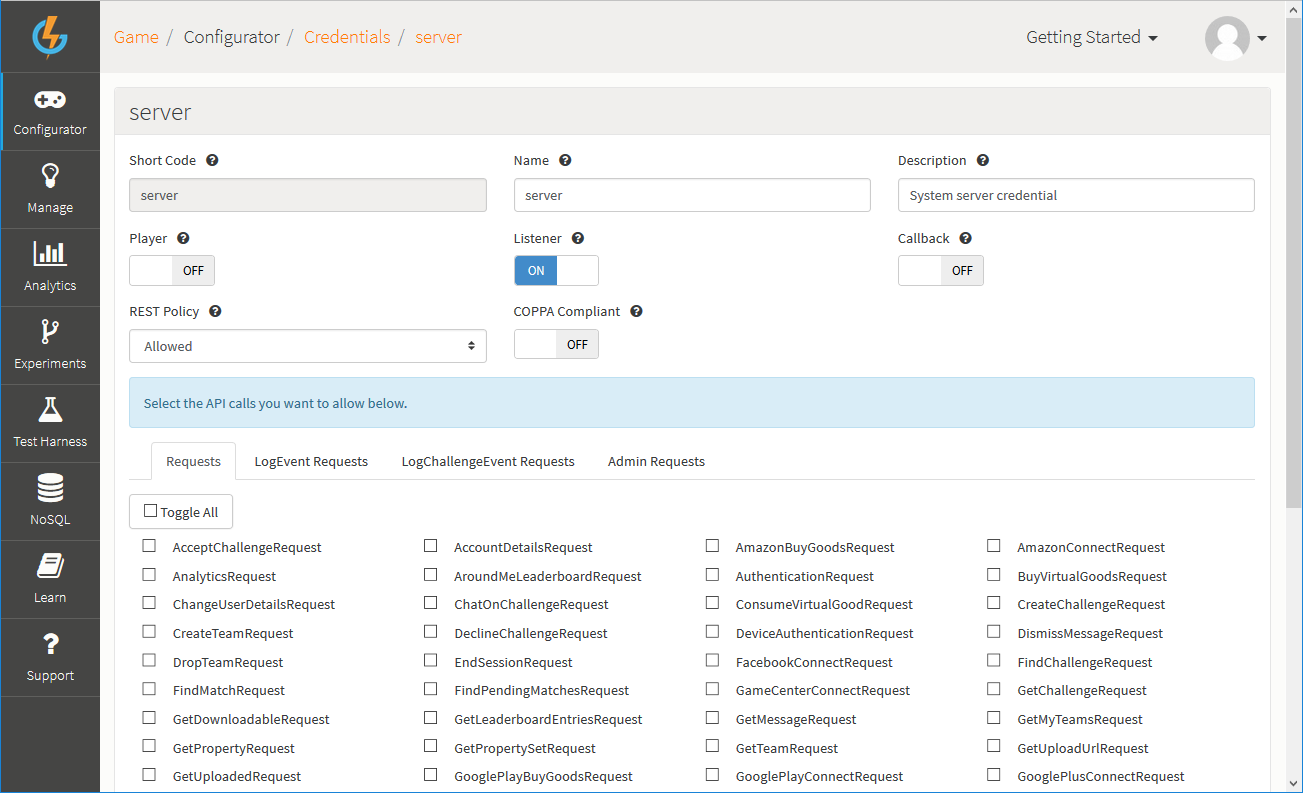 Game / Configurator / Credentials / server
Getting Started
Configurator
Manage
Analytics
Experiments
Test Harness
NoSQL
Learn
Support
server
Short Code Name Description
server server System server credential
Player Listener Callback
OFF ON OFF
REST Policy COPPA Compliant
Allowed OFF
Select the API calls you want to allow below.
Requests LogEvent Requests LogChallengeEvent Requests Admin Requests
Toggle All
AcceptChallengeRequest AccountDetailsRequest AmazonBuyGoodsRequest AmazonConnectRequest
AnalyticsRequest AroundMeLeaderboardRequest AuthenticationRequest BuyVirtualGoodsRequest
ChangeUserDetailsRequest ChatOnChallengeRequest ConsumeVirtualGoodRequest CreateChallengeRequest
CreateTeamRequest DeclineChallengeRequest DeviceAuthenticationRequest DismissMessageRequest
DropTeamRequest EndSessionRequest FacebookConnectRequest FindChallengeRequest
FindMatchRequest FindPendingMatchesRequest GameCenterConnectRequest GetChallengeRequest
GetDownloadableRequest GetLeaderboardEntriesRequest GetMessageRequest GetMyTeamsRequest
GetPropertyRequest GetPropertySetRequest GetTeamRequest GetUploadUrlRequest
GetUploadedRequest GooglePlayBuyGoodsRequest GooglePlayConnectRequest GooglePlusConnectRequest